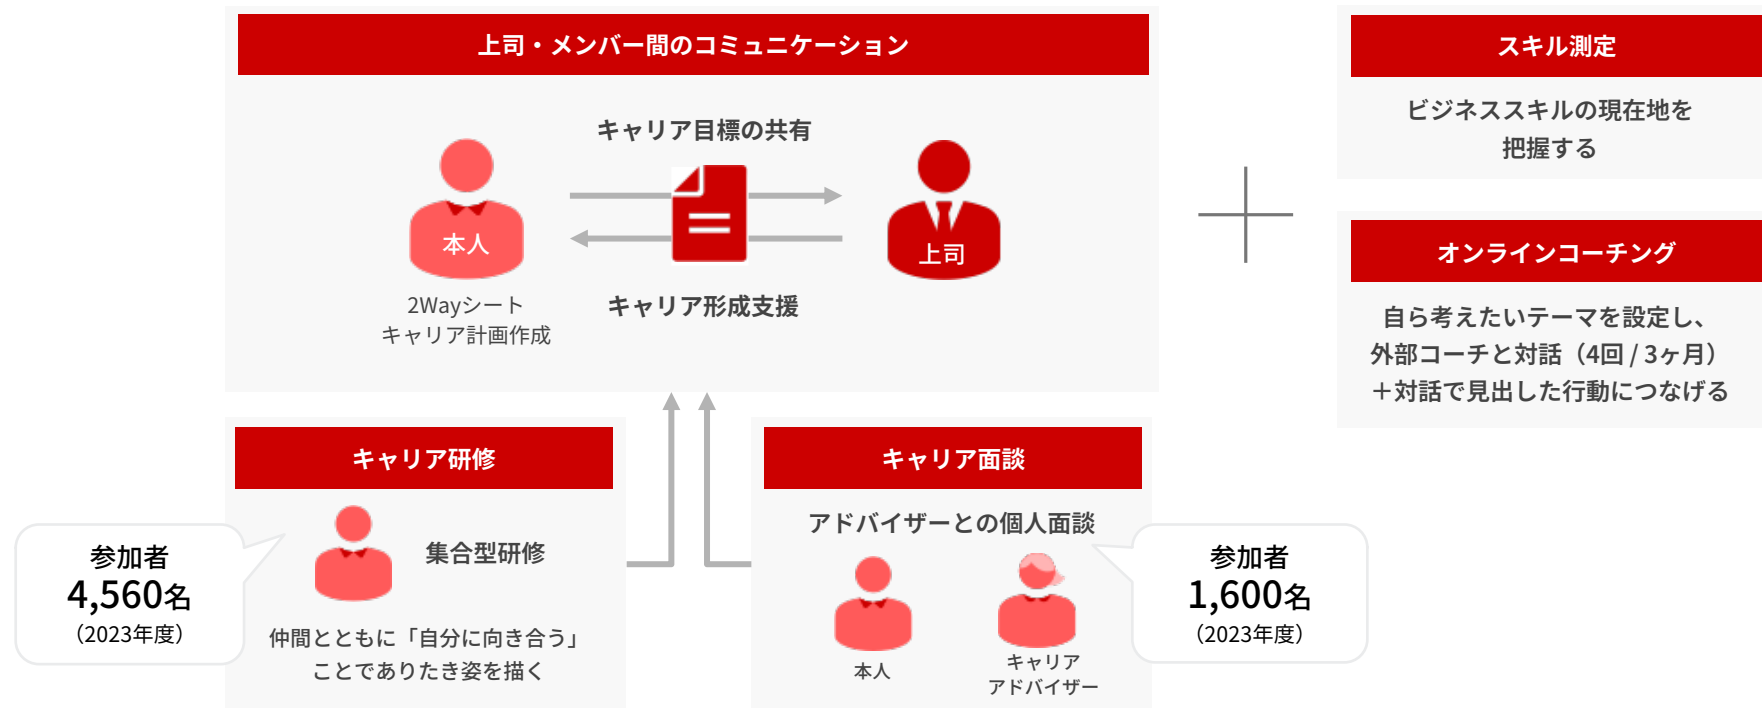 上司・メンバー間のコミュニケーション
キャリア目標の共有
本人
上司
2Wayシート
キャリア計画作成
キャリア形成支援
スキル測定
ビジネススキルの現在地を
把握する
オンラインコーチング
自ら考えたいテーマを設定し、
外部コーチと対話（4回 / 3ヶ月）
＋対話で見出した行動につなげる
キャリア研修
集合型研修
仲間とともに「自分に向き合う」
ことでありたき姿を描く
参加者
4,560名
（2023年度）
キャリア面談
アドバイザーとの個人面談
本人
キャリア
アドバイザー
参加者
1,600名
（2023年度）